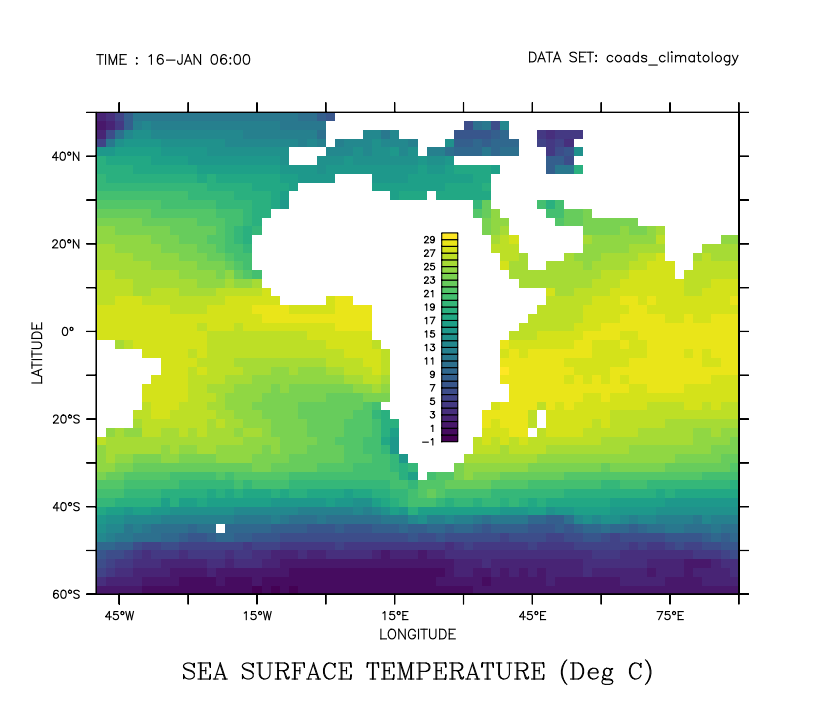 TIME : 16-JAN 06:00
DATA SET: coads_climatology
40°N
20°N
0°
20°S
40°S
60°S
LATITUDE
29
27
25
23
21
19
17
15
13
11
9
7
5
3
1
-1
45°W
15°W
15°E
45°E
75°E
LONGITUDE
SEA SURFACE TEMPERATURE (Deg C)